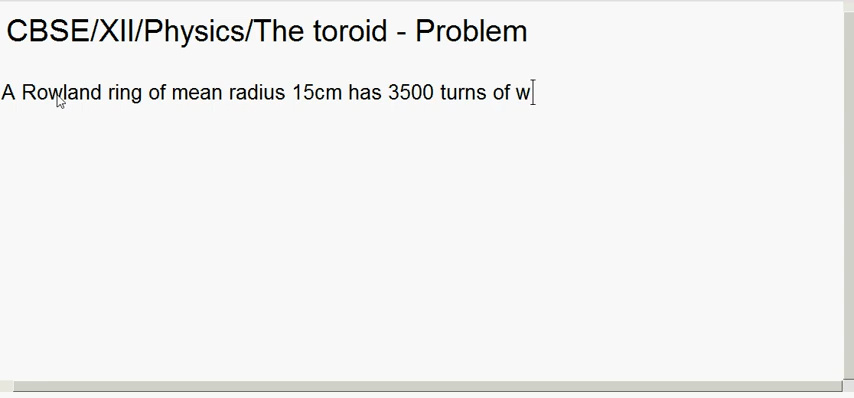 CBSE/XII/Physics/The toroid - Problem
A Rowland ring of mean radius 15cm has 3500 turns of w